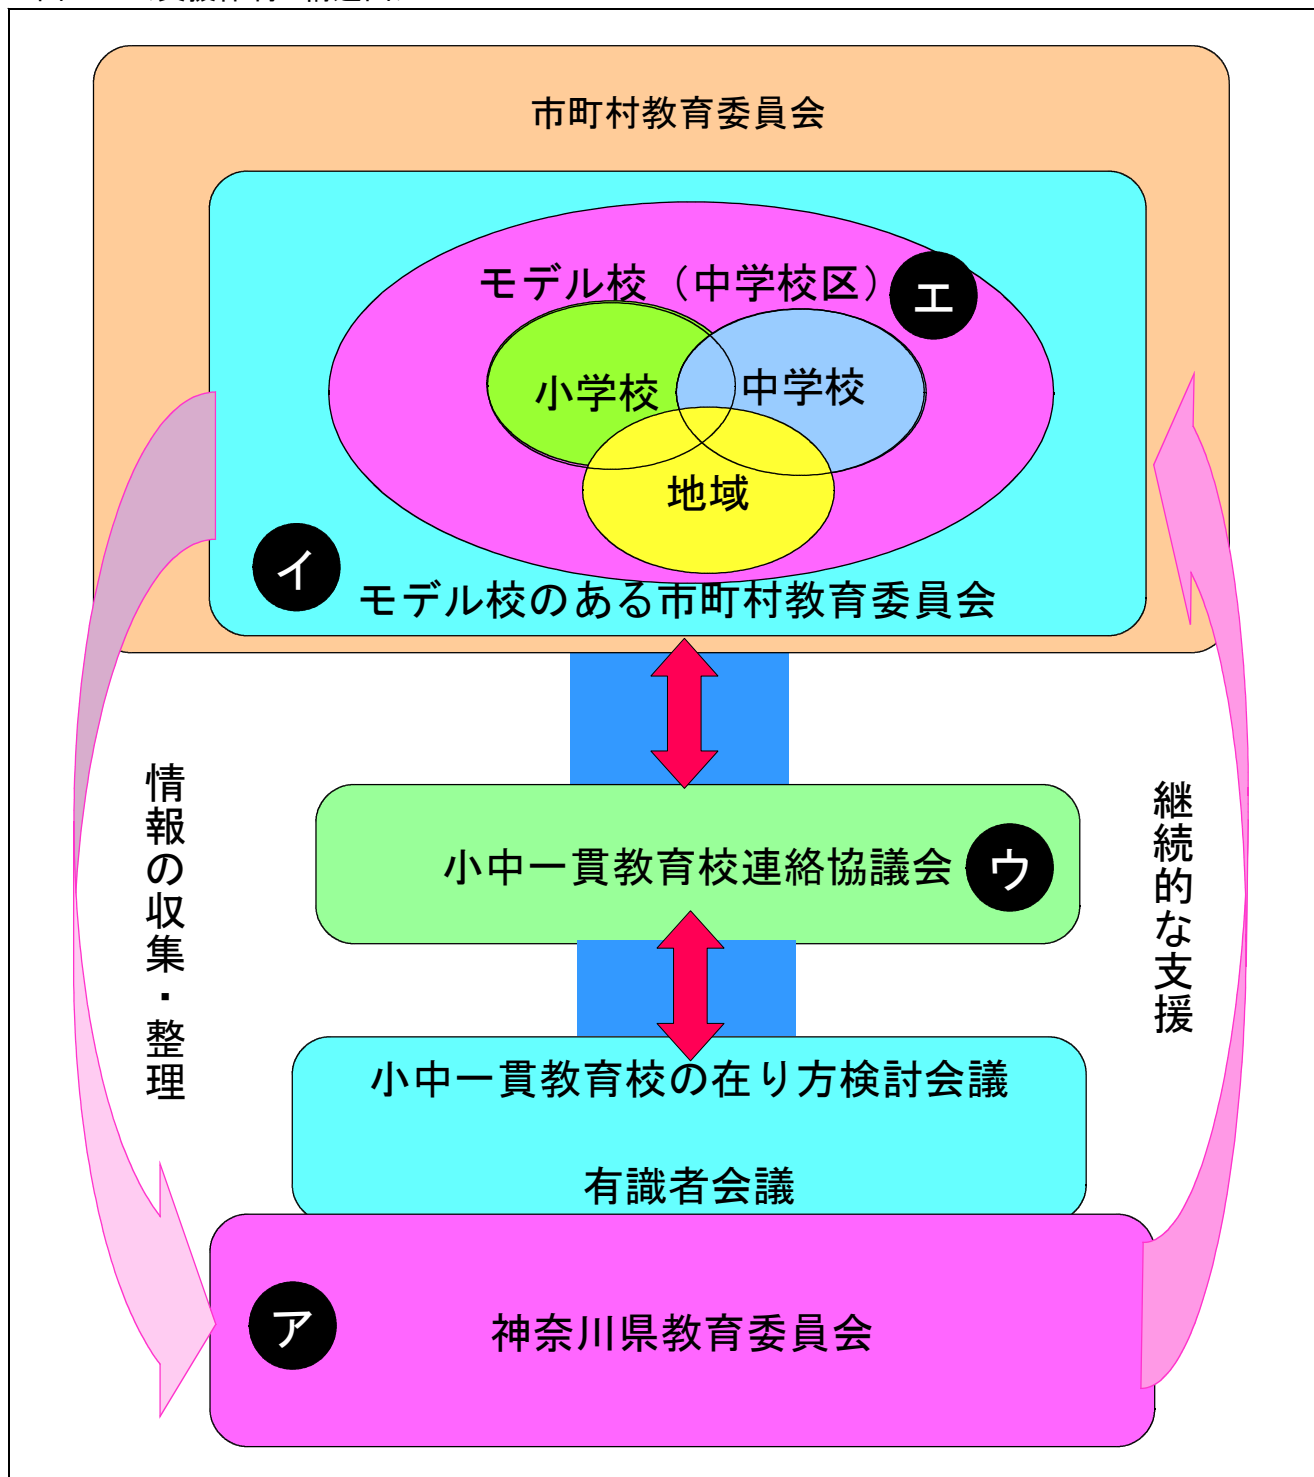 市町村教育委員会
モデル校（中学校区）
エ
小学校
中学校
地域
イ
モデル校のある市町村教育委員会
情報の収集・整理
継続的な支援
小中一貫教育校連絡協議会
ウ
小中一貫教育校の在り方検討会議
有識者会議
ア
神奈川県教育委員会